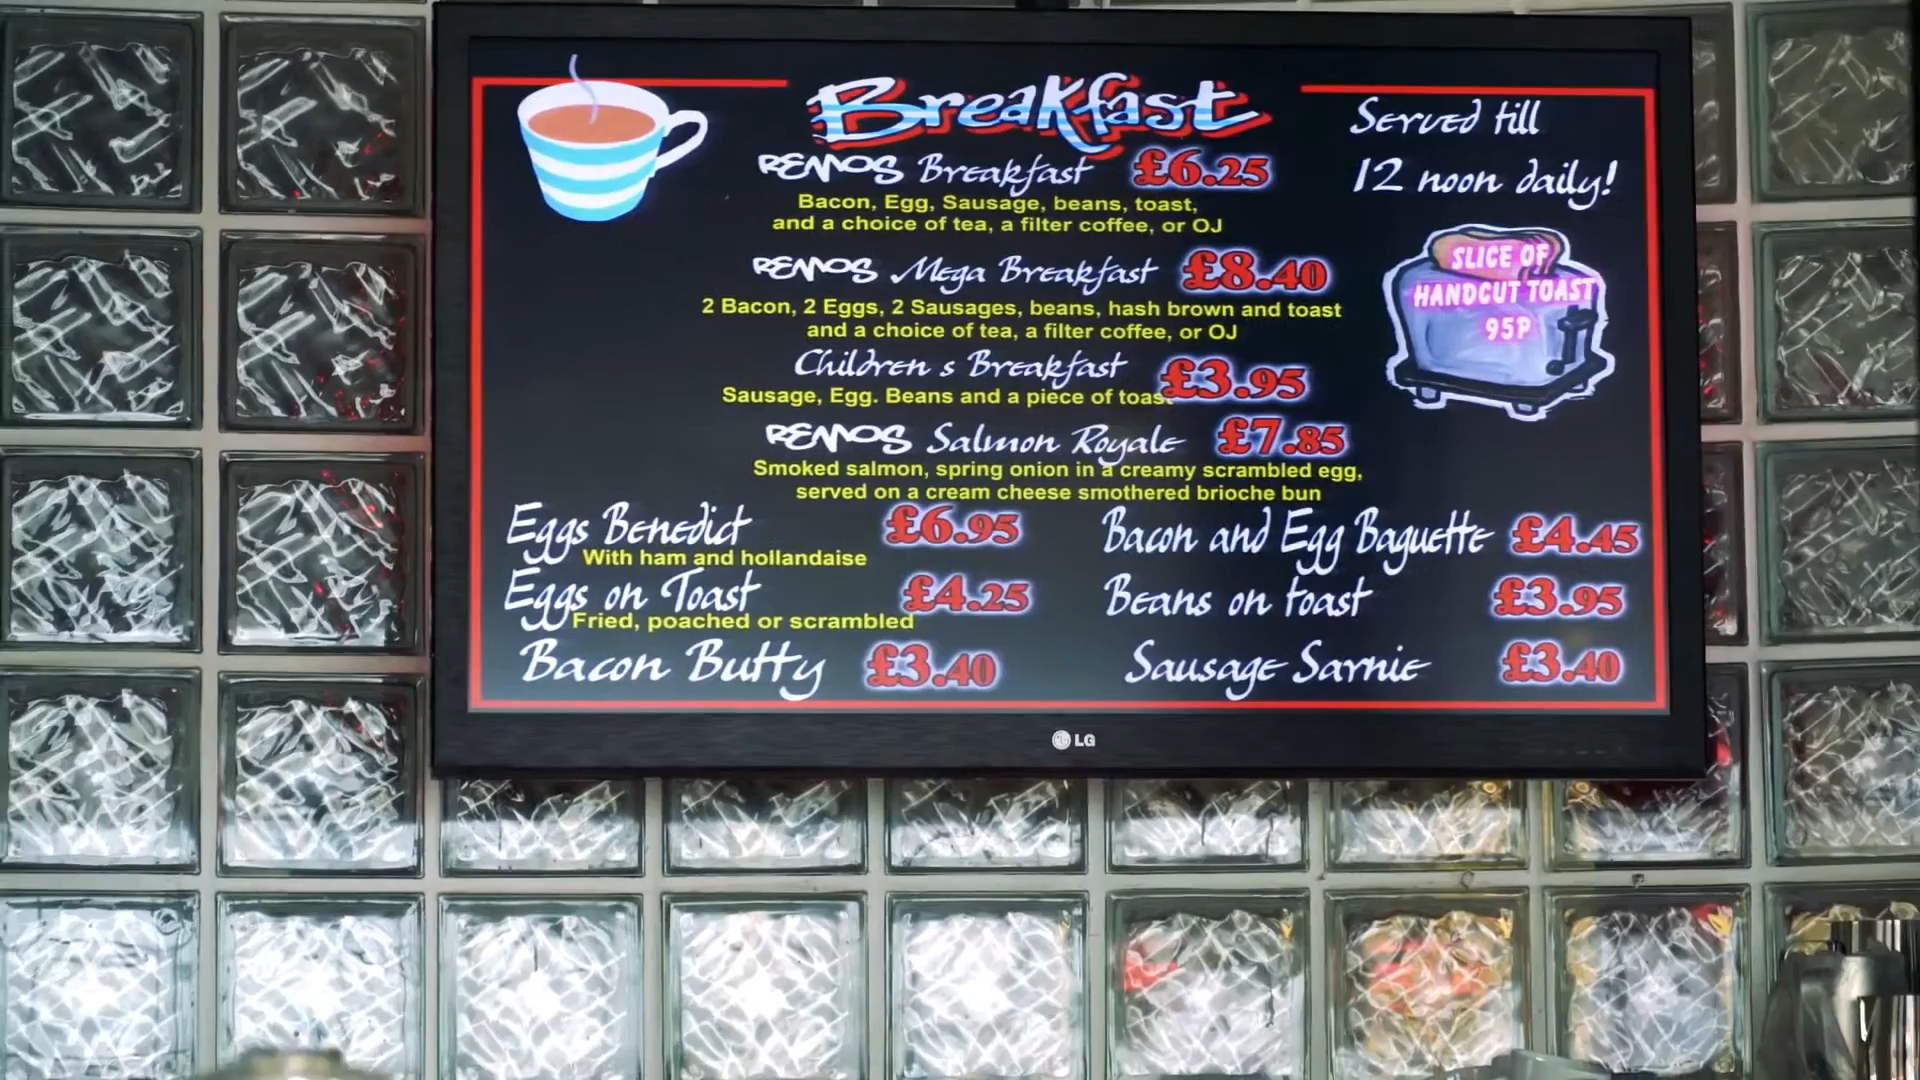 Breakfast
Served till
12 noon daily!
REMOS Breakfast £6.25
Bacon, Egg, Sausage, beans, toast,
and a choice of tea, a filter coffee, or OJ
REMOS Mega Breakfast £8.40
2 Bacon, 2 Eggs, 2 Sausages, beans, hash brown and toast
and a choice of tea, a filter coffee, or OJ
SLICE OF
HANDCUT TOAST
95P
Children s Breakfast £3.95
Sausage, Egg. Beans and a piece of toast
REMOS Salmon Royale £7.85
Smoked salmon, spring onion in a creamy scrambled egg,
served on a cream cheese smothered brioche bun
Eggs Benedict £6.95
With ham and hollandaise
Eggs on Toast £4.25
Fried, poached or scrambled
Bacon Butty £3.40
Bacon and Egg Baguette £4.45
Beans on toast £3.95
Sausage Sarnie £3.40
LG